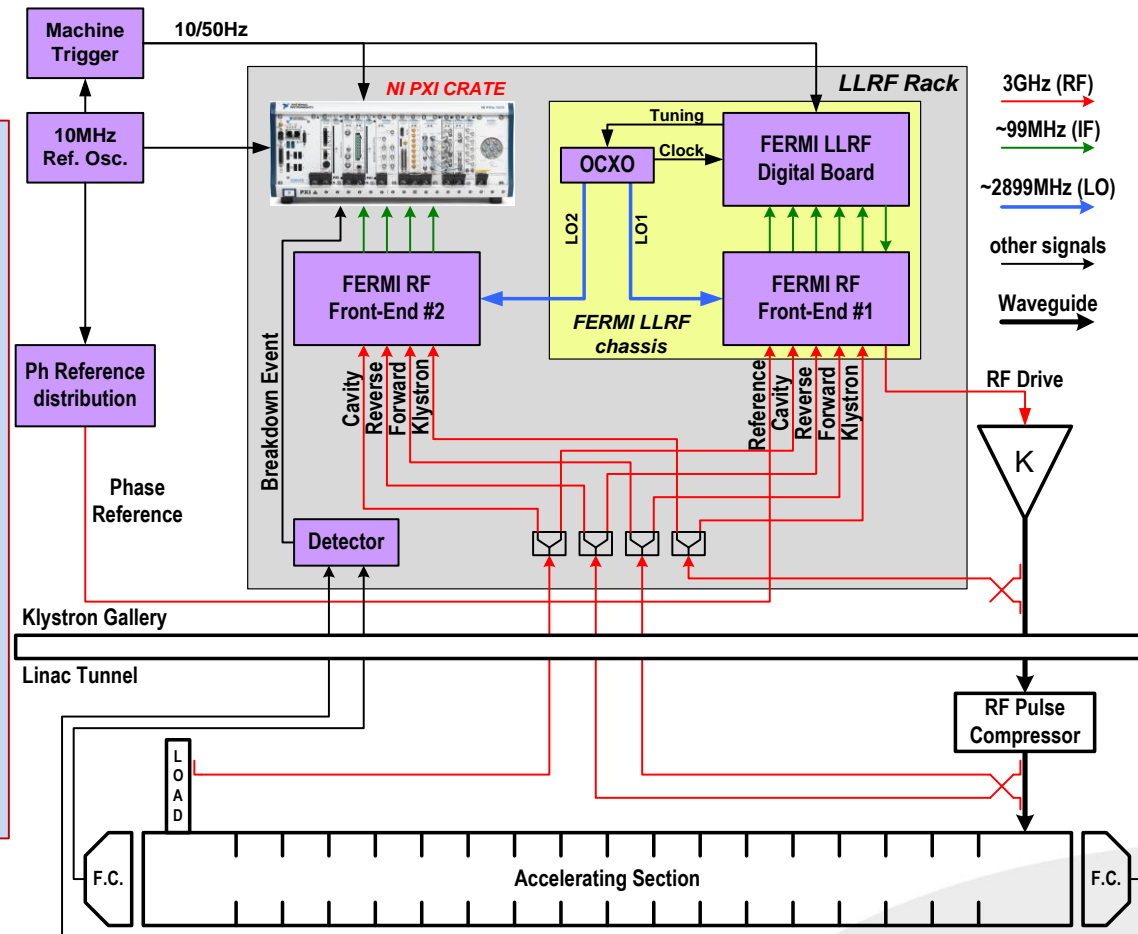 Machine
Trigger
10/50Hz
10MHz
Ref. Osc.
NI PXI CRATE
LLRF Rack
3GHz (RF)
~99MHz (IF)
~2899MHz (LO)
other signals
Waveguide
Tuning
OCXO
Clock
FERMI LLRF
Digital Board
LO2
LO1
FERMI RF
Front-End #2
FERMI RF
Front-End #1
FERMI LLRF
chassis
Ph Reference
distribution
Breakdown Event
Cavity
Reverse
Forward
Klystron
Reference
Cavity
Reverse
Forward
Klystron
RF Drive
K
Phase
Reference
Detector
Klystron Gallery
Linac Tunnel
RF Pulse
Compressor
L
O
A
D
F.C.
Accelerating Section
F.C.